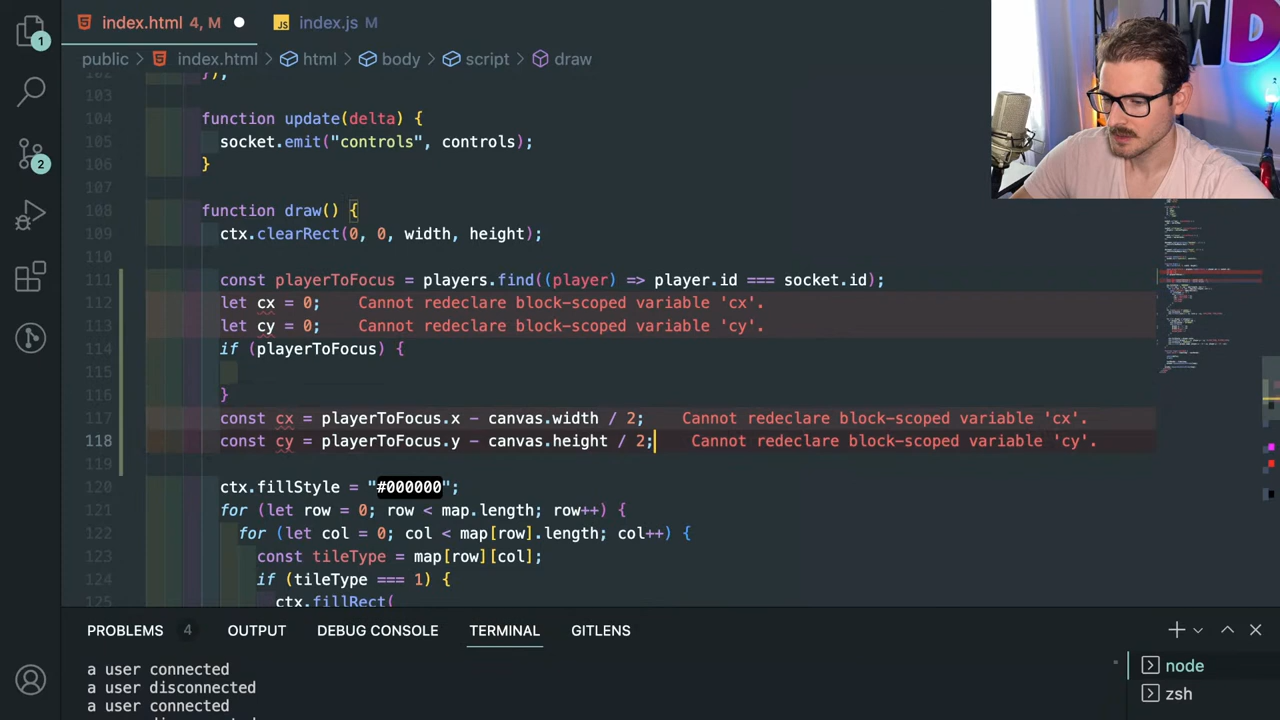 index.html 4, M
index.js M
public > index.html > html > body > script > draw
103
104 function update(delta) {
105 socket.emit("controls", controls);
106 }
107
108 function draw() {
109 ctx.clearRect(0, 0, width, height);
110
111 const playerToFocus = players.find((player) => player.id === socket.id);
112 let cx = 0; Cannot redeclare block-scoped variable 'cx'.
113 let cy = 0; Cannot redeclare block-scoped variable 'cy'.
114 if (playerToFocus) {
115
116 }
117 const cx = playerToFocus.x - canvas.width / 2; Cannot redeclare block-scoped variable 'cx'.
118 const cy = playerToFocus.y - canvas.height / 2; Cannot redeclare block-scoped variable 'cy'.
119
120 ctx.fillStyle = "#000000";
121 for (let row = 0; row < map.length; row++) {
122 for (let col = 0; col < map[row].length; col++) {
123 const tileType = map[row][col];
124 if (tileType === 1) {
125 ctx.fillRect(
1
2
PROBLEMS 4 OUTPUT DEBUG CONSOLE TERMINAL GITLENS
a user connected
a user disconnected
a user connected
node
zsh